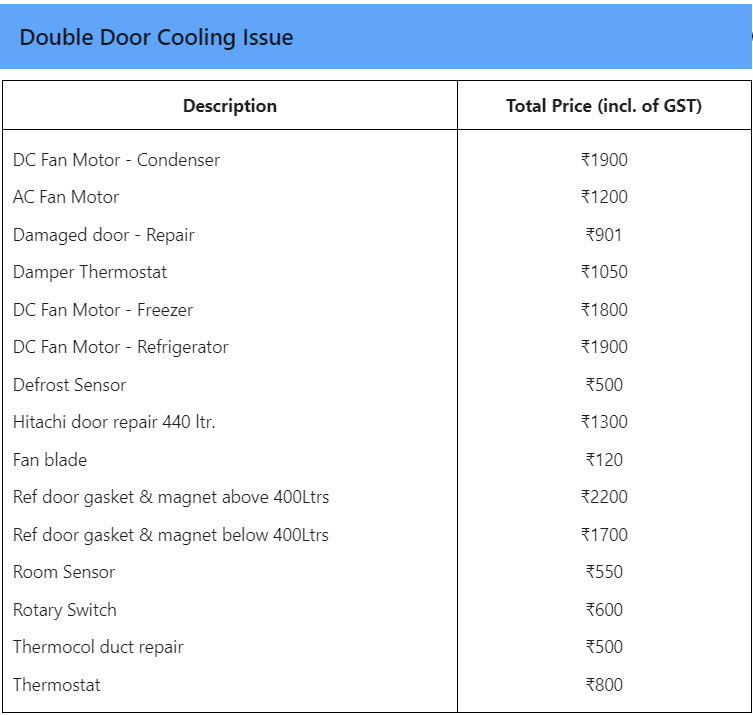 Double Door Cooling Issue
Description Total Price (incl. of GST)
DC Fan Motor - Condenser ₹1900
AC Fan Motor ₹1200
Damaged door - Repair ₹901
Damper Thermostat ₹1050
DC Fan Motor - Freezer ₹1800
DC Fan Motor - Refrigerator ₹1900
Defrost Sensor ₹500
Hitachi door repair 440 ltr. ₹1300
Fan blade ₹120
Ref door gasket & magnet above 400Ltrs ₹2200
Ref door gasket & magnet below 400Ltrs ₹1700
Room Sensor ₹550
Rotary Switch ₹600
Thermocol duct repair ₹500
Thermostat ₹800